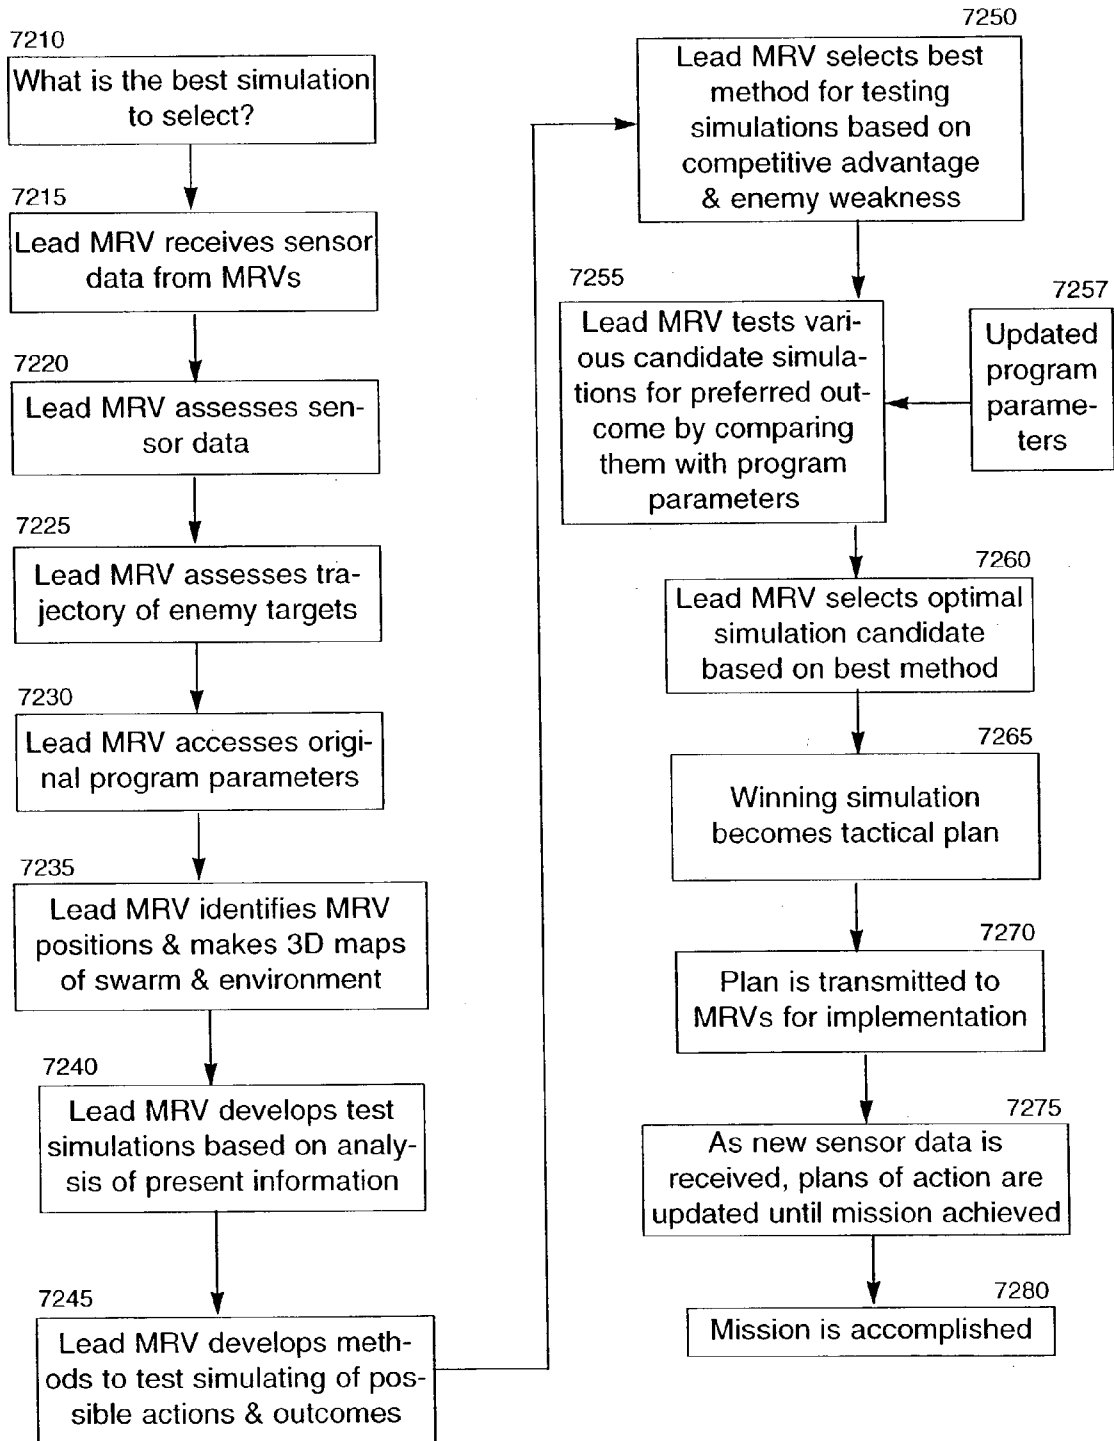 7210
What is the best simulation
to select?
7215
Lead MRV receives sensor
data from MRVs
7220
Lead MRV assesses sen-
sor data
7225
Lead MRV assesses tra-
jectory of enemy targets
7230
Lead MRV accesses origi-
nal program parameters
7235
Lead MRV identifies MRV
positions & makes 3D maps
of swarm & environment
7240
Lead MRV develops test
simulations based on analy-
sis of present information
7245
Lead MRV develops meth-
ods to test simulating of pos-
sible actions & outcomes
7250
Lead MRV selects best
method for testing
simulations based on
competitive advantage
& enemy weakness
7255
Lead MRV tests vari-
ous candidate simula-
tions for preferred out-
come by comparing
them with program
parameters
7257
Updated
program
parame-
ters
7260
Lead MRV selects optimal
simulation candidate
based on best method
7265
Winning simulation
becomes tactical plan
7270
Plan is transmitted to
MRVs for implementation
7275
As new sensor data is
received, plans of action are
updated until mission achieved
7280
Mission is accomplished